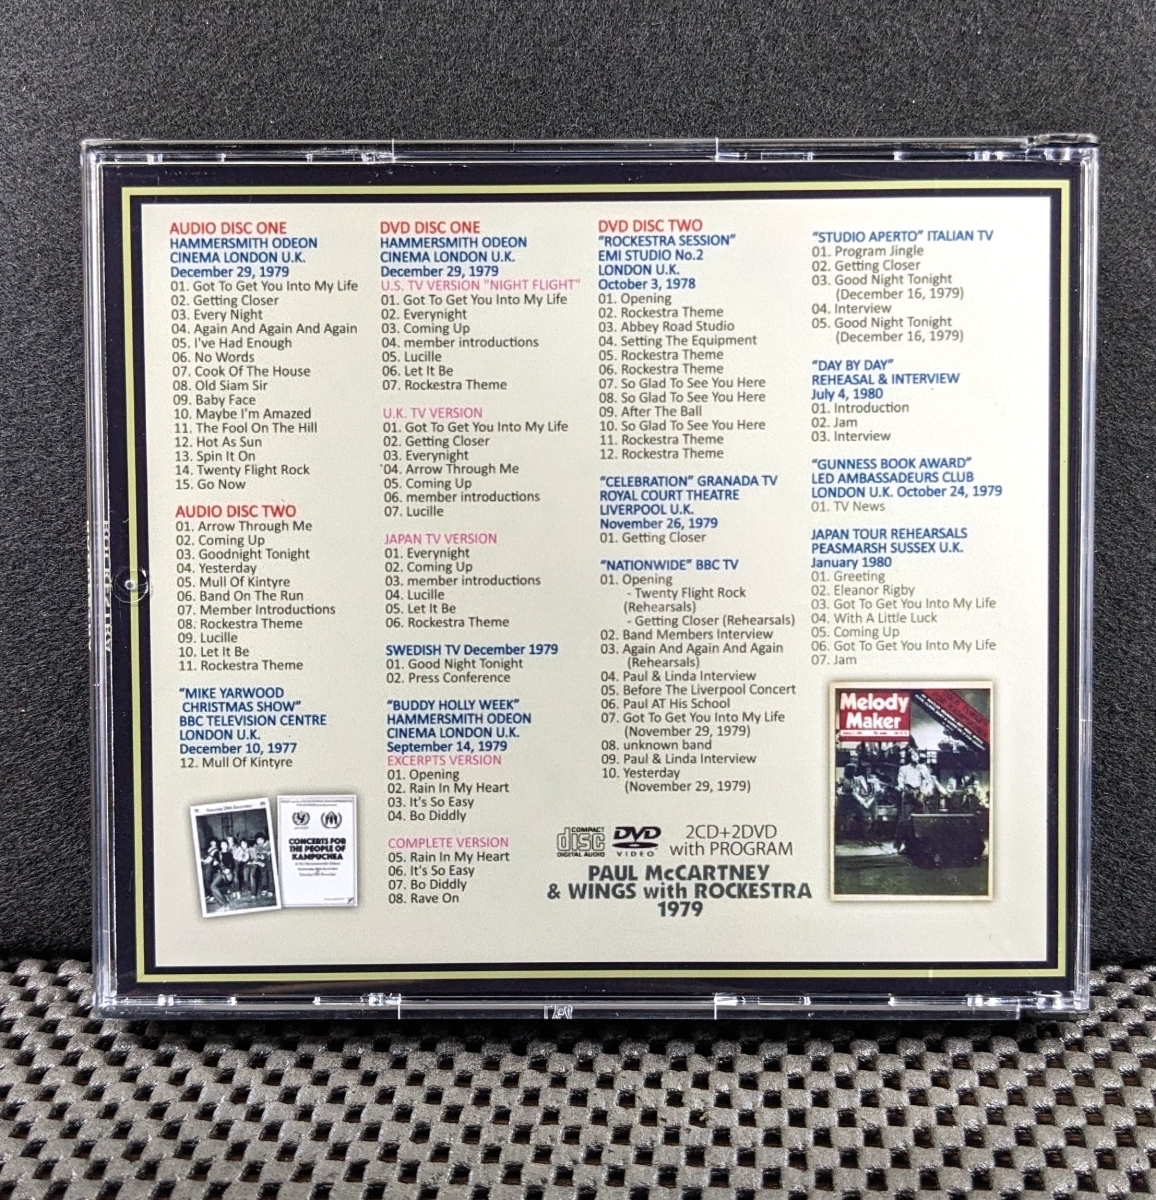 AUDIO DISC ONE
HAMMERSMITH ODEON
CINEMA LONDON U.K.
December 29, 1979
01. Got To Get You Into My Life
02. Getting Closer
03. Every Night
04. Again And Again And Again
05. I've Had Enough
06. No Words
07. Cook Of The House
08. Old Siam Sir
09. Baby Face
10. Maybe I'm Amazed
11. The Fool On The Hill
12. Hot As Sun
13. Spin It On
14. Twenty Flight Rock
15. Go Now
AUDIO DISC TWO
01. Arrow Through Me
02. Coming Up
03. Goodnight Tonight
04. Yesterday
05. Mull Of Kintyre
06. Band On The Run
07. Member Introductions
08. Rockestra Theme
09. Lucille
10. Let It Be
11. Rockestra Theme
"MIKE YARWOOD
CHRISTMAS SHOW"
BBC TELEVISION CENTRE
LONDON U.K.
December 10, 1977
12. Mull Of Kintyre
CONCERTS FOR
THE PEOPLE OF
KAMPUCHEA
DVD DISC ONE
HAMMERSMITH ODEON
CINEMA LONDON U.K.
December 29, 1979
U.S. TV VERSION "NIGHT FLIGHT"
01. Got To Get You Into My Life
02. Everynight
03. Coming Up
04. member introductions
05. Lucille
06. Let It Be
07. Rockestra Theme
U.K. TV VERSION
01. Got To Get You Into My Life
02. Getting Closer
03. Everynight
'04. Arrow Through Me
05. Coming Up
06. member introductions
07. Lucille
JAPAN TV VERSION
01. Everynight
02. Coming Up
03. member introductions
04. Lucille
05. Let It Be
06. Rockestra Theme
SWEDISH TV December 1979
01. Good Night Tonight
02. Press Conference
"BUDDY HOLLY WEEK"
HAMMERSMITH ODEON
CINEMA LONDON U.K.
September 14, 1979
EXCERPTS VERSION
01. Opening
02. Rain In My Heart
03. It's So Easy
04. Bo Diddly
COMPLETE VERSION
05. Rain In My Heart
06. It's So Easy
07. Bo Diddly
08. Rave On
DVD DISC TWO
"ROCKESTRA SESSION"
EMI STUDIO No.2
LONDON U.K.
October 3, 1978
01. Opening
02. Rockestra Theme
03. Abbey Road Studio
04. Setting The Equipment
05. Rockestra Theme
06. Rockestra Theme
07. So Glad To See You Here
08. So Glad To See You Here
09. After The Ball
10. So Glad To See You Here
11. Rockestra Theme
12. Rockestra Theme
"CELEBRATION" GRANADA TV
ROYAL COURT THEATRE
LIVERPOOL U.K.
November 26, 1979
01. Getting Closer
"NATIONWIDE" BBC TV
01. Opening
- Twenty Flight Rock
(Rehearsals)
- Getting Closer (Rehearsals)
02. Band Members Interview
03. Again And Again And Again
(Rehearsals)
04. Paul & Linda Interview
05. Before The Liverpool Concert
06. Paul AT His School
07. Got To Get You Into My Life
(November 29, 1979)
08. unknown band
09. Paul & Linda Interview
10. Yesterday
(November 29, 1979)
COMPACT
disc
DIGITAL AUDIO
DVD
VIDEO
2CD+2DVD
with PROGRAM
PAUL McCARTNEY
& WINGS with ROCKESTRA
1979
"STUDIO APERTO" ITALIAN TV
01. Program Jingle
02. Getting Closer
03. Good Night Tonight
(December 16, 1979)
04. Interview
05. Good Night Tonight
(December 16, 1979)
"DAY BY DAY"
REHEASAL & INTERVIEW
July 4, 1980
01. Introduction
02. Jam
03. Interview
"GUNNESS BOOK AWARD"
LED AMBASSADEURS CLUB
LONDON U.K. October 24, 1979
01. TV News
JAPAN TOUR REHEARSALS
PEASMARSH SUSSEX U.K.
January 1980
01. Greeting
02. Eleanor Rigby
03. Got To Get You Into My Life
04. With A Little Luck
05. Coming Up
06. Got To Get You Into My Life
07. Jam
Melody
Maker